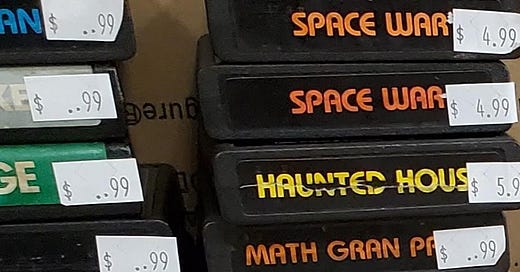 AN
$ ..99
$ ..99
GE
$ ..99
$ ..99
SPACE WAR
$ 4.99
SPACE WAR
$ 4.99
HAUNTED HOUS
$ 5.9
MATH GRAN P
$ ..99